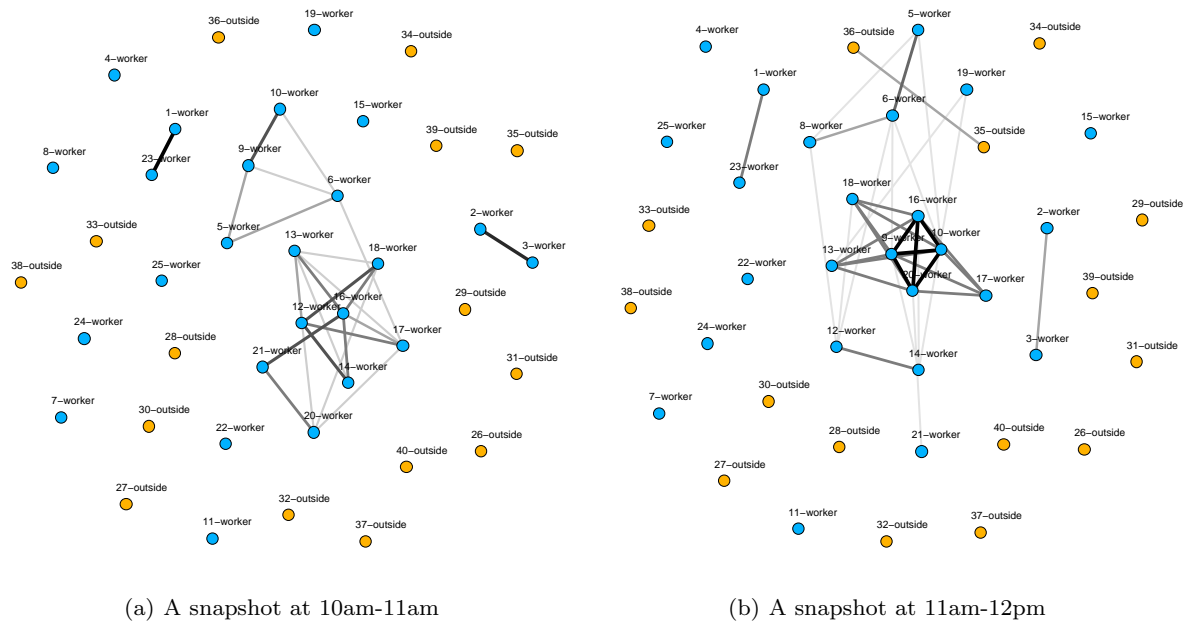 36−outside
19−worker
34−outside
4−worker
10−worker
1−worker
15−worker
39−outside
35−outside
8−worker
23−worker
9−worker
6−worker
33−outside
5−worker
2−worker
3−worker
13−worker
18−worker
38−outside
25−worker
16−worker
12−worker
29−outside
24−worker
28−outside
17−worker
21−worker
14−worker
31−outside
7−worker
30−outside
22−worker
20−worker
40−outside
26−outside
27−outside
32−outside
11−worker
37−outside
(a) A snapshot at 10am-11am
5−worker
4−worker
36−outside
34−outside
1−worker
19−worker
6−worker
25−worker
8−worker
35−outside
15−worker
23−worker
18−worker
16−worker
33−outside
9−worker
10−worker
2−worker
29−outside
13−worker
22−worker
20−worker
17−worker
39−outside
38−outside
24−worker
12−worker
14−worker
3−worker
31−outside
7−worker
30−outside
28−outside
21−worker
40−outside
26−outside
27−outside
11−worker
32−outside
37−outside
(b) A snapshot at 11am-12pm